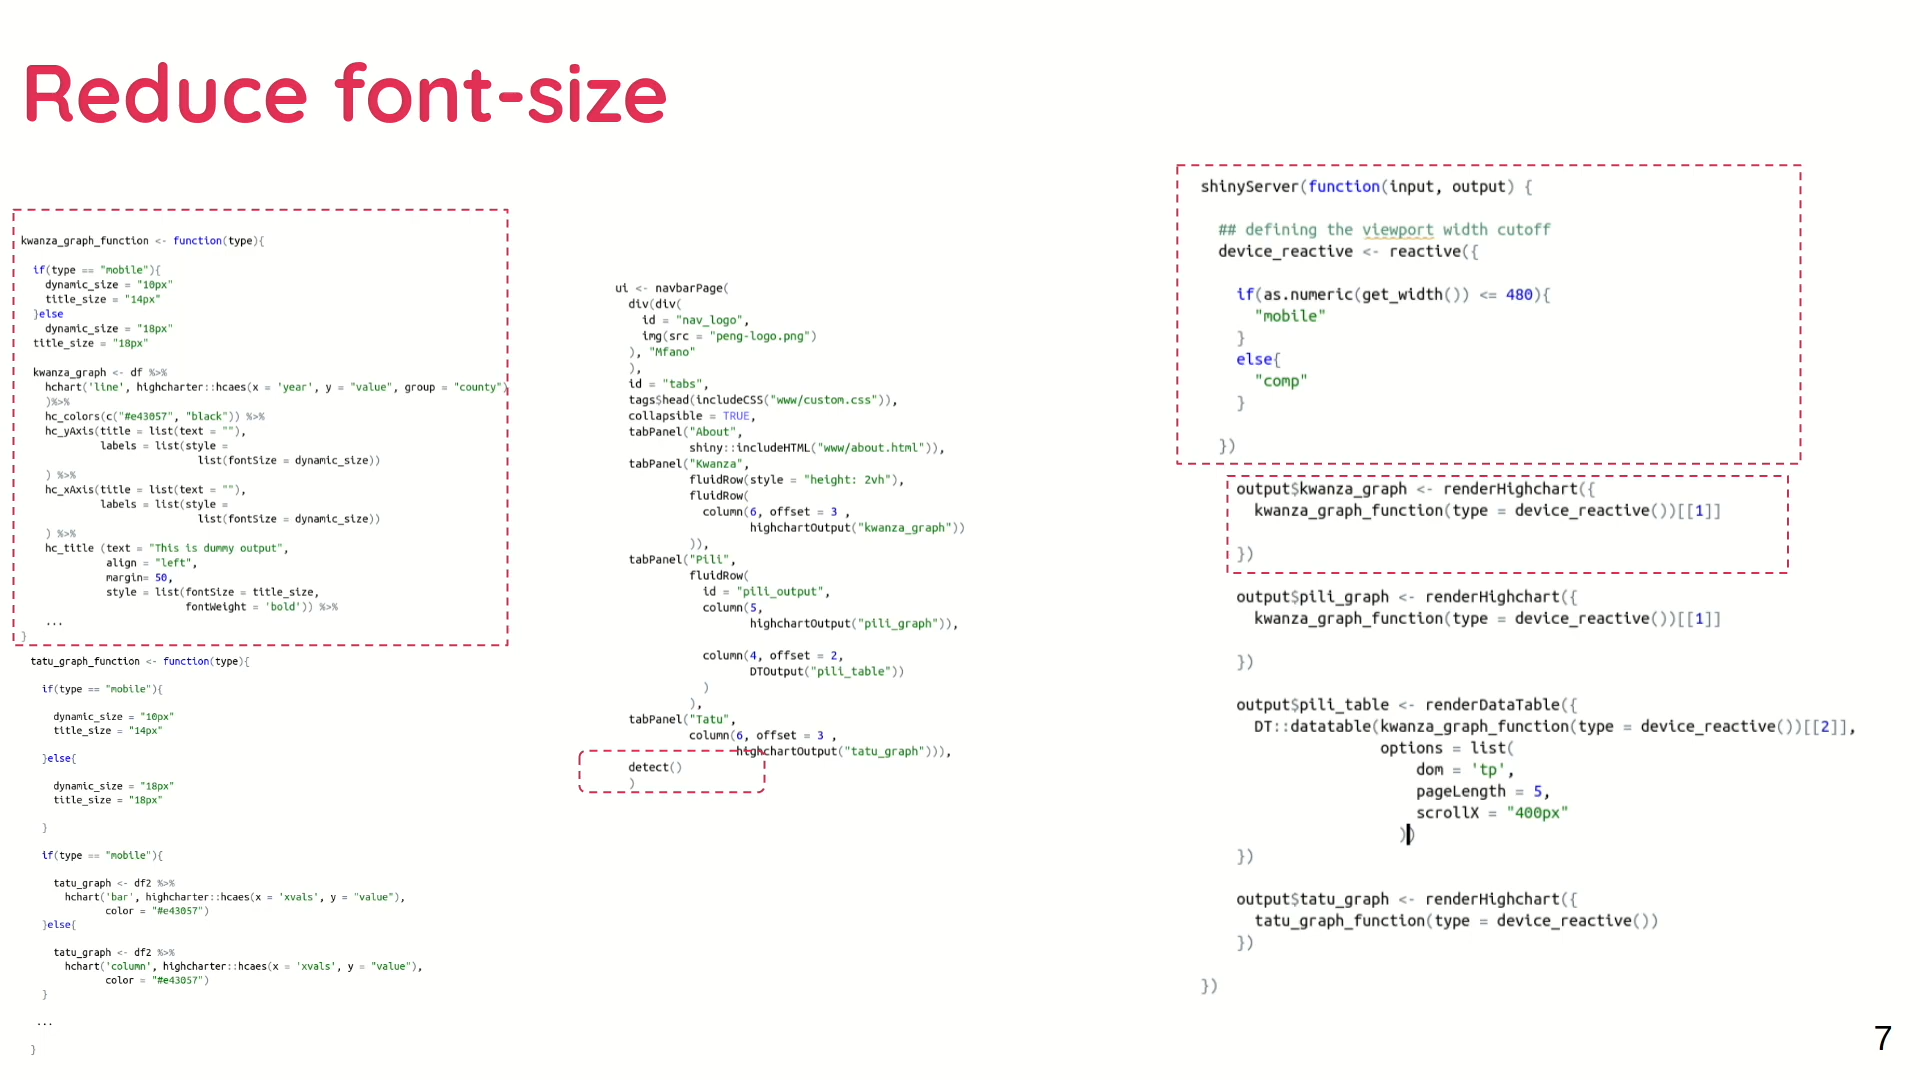 Reduce font-size
kwanza_graph_function <- function(type){
if(type == "mobile"){
dynamic_size = "10px"
title_size = "14px"
}else
dynamic_size = "18px"
title_size = "18px"
kwanza_graph <- df %>%
hchart('line', highcharter::hcaes(x = 'year', y = "value", group = "county")
)%>%
hc_colors(c("#e43057", "black")) %>%
hc_yAxis(title = list(text = ""),
labels = list(style =
list(fontSize = dynamic_size))
) %>%
hc_xAxis(title = list(text = ""),
labels = list(style =
list(fontSize = dynamic_size))
) %>%
hc_title (text = "This is dummy output",
align = "left",
margin= 50,
style = list(fontSize = title_size,
fontWeight = 'bold')) %>%
...
}
tatu_graph_function <- function(type){
if(type == "mobile"){
dynamic_size = "10px"
title_size = "14px"
}else{
dynamic_size = "18px"
title_size = "18px"
}
if(type == "mobile"){
tatu_graph <- df2 %>%
hchart('bar', highcharter::hcaes(x = 'xvals', y = "value"),
color = "#e43057")
}else{
tatu_graph <- df2 %>%
hchart('column', highcharter::hcaes(x = 'xvals', y = "value"),
color = "#e43057")
}
...
}
ui <- navbarPage(
div(div(
id = "nav_logo",
img(src = "peng-logo.png")
), "Mfano"
),
id = "tabs",
tags$head(includeCSS("www/custom.css")),
collapsible = TRUE,
tabPanel("About",
shiny::includeHTML("www/about.html")),
tabPanel("Kwanza",
fluidRow(style = "height: 2vh"),
fluidRow(
column(6, offset = 3 ,
highchartOutput("kwanza_graph"))
)),
tabPanel("Pili",
fluidRow(
id = "pili_output",
column(5,
highchartOutput("pili_graph")),
column(4, offset = 2,
DTOutput("pili_table"))
)
),
tabPanel("Tatu",
column(6, offset = 3 ,
highchartOutput("tatu_graph"))),
detect()
)
shinyServer(function(input, output) {
## defining the viewport width cutoff
device_reactive <- reactive({
if(as.numeric(get_width()) <= 480){
"mobile"
}
else{
"comp"
}
})
output$kwanza_graph <- renderHighchart({
kwanza_graph_function(type = device_reactive())[[1]]
})
output$pili_graph <- renderHighchart({
kwanza_graph_function(type = device_reactive())[[1]]
})
output$pili_table <- renderDataTable({
DT::datatable(kwanza_graph_function(type = device_reactive())[[2]],
options = list(
dom = 'tp',
pageLength = 5,
scrollX = "400px"
))
})
output$tatu_graph <- renderHighchart({
tatu_graph_function(type = device_reactive())
})
})
7